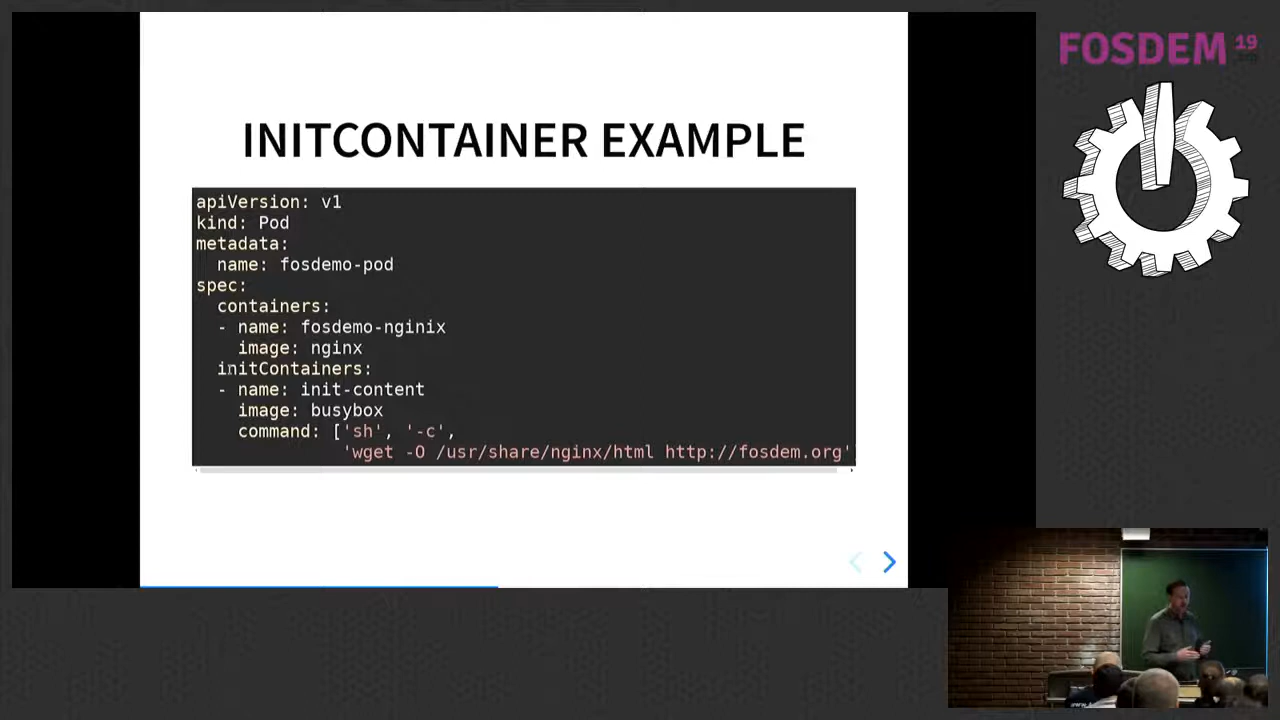 INITCONTAINER EXAMPLE
apiVersion: v1
kind: Pod
metadata:
  name: fosdemo-pod
spec:
  containers:
  - name: fosdemo-nginix
    image: nginx
  initContainers:
  - name: init-content
    image: busybox
    command: ['sh', '-c',
              'wget -O /usr/share/nginx/html http://fosdem.org'
FOSDEM 19